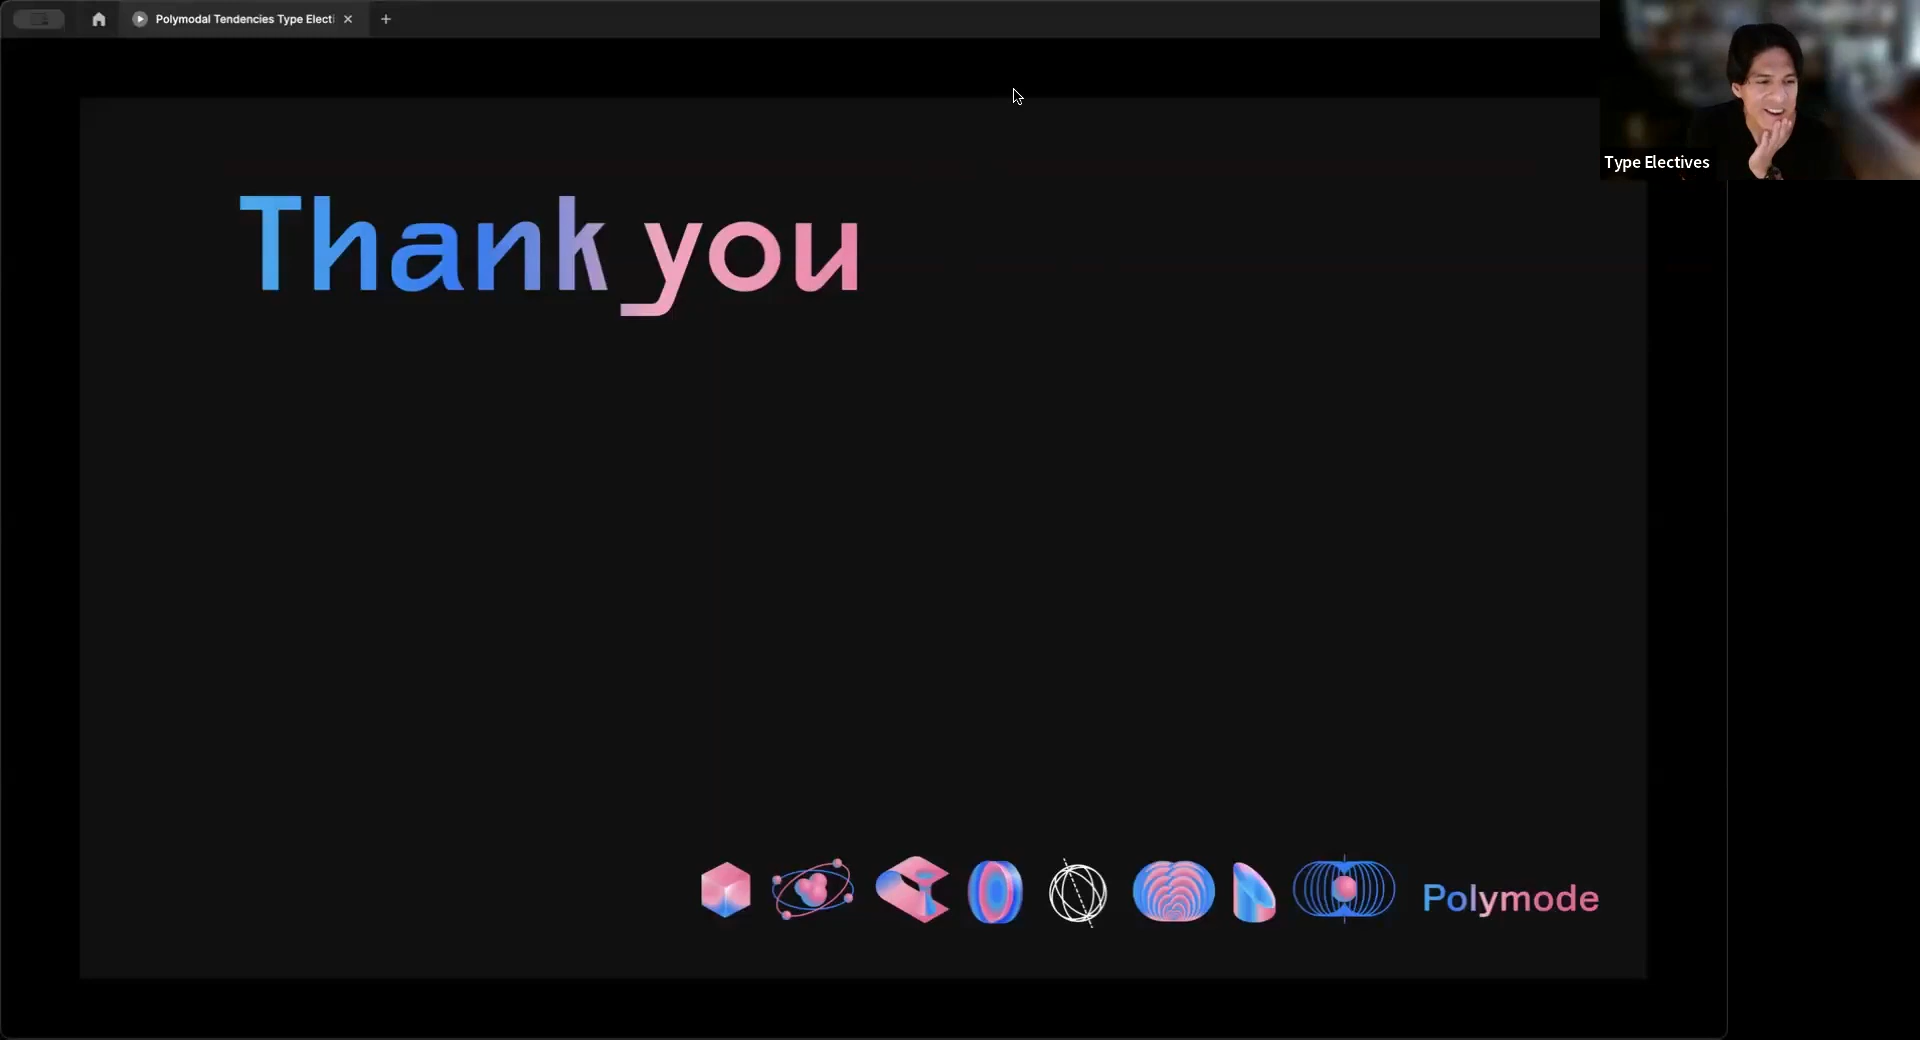 Polymodal Tendencies Type Electi
Type Electives
Thank you
Polymode